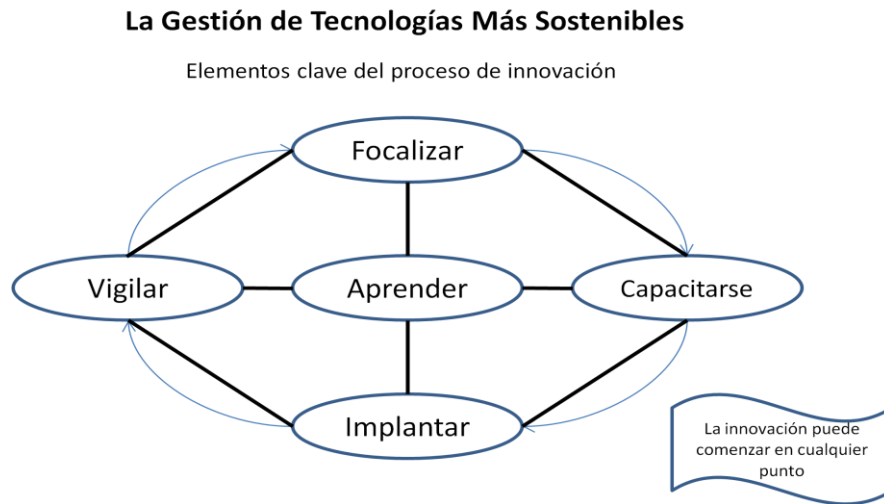 La Gestión de Tecnologías Más Sostenibles
Elementos clave del proceso de innovación
Focalizar
Vigilar
Aprender
Capacitarse
Implantar
La innovación puede
comenzar en cualquier
punto